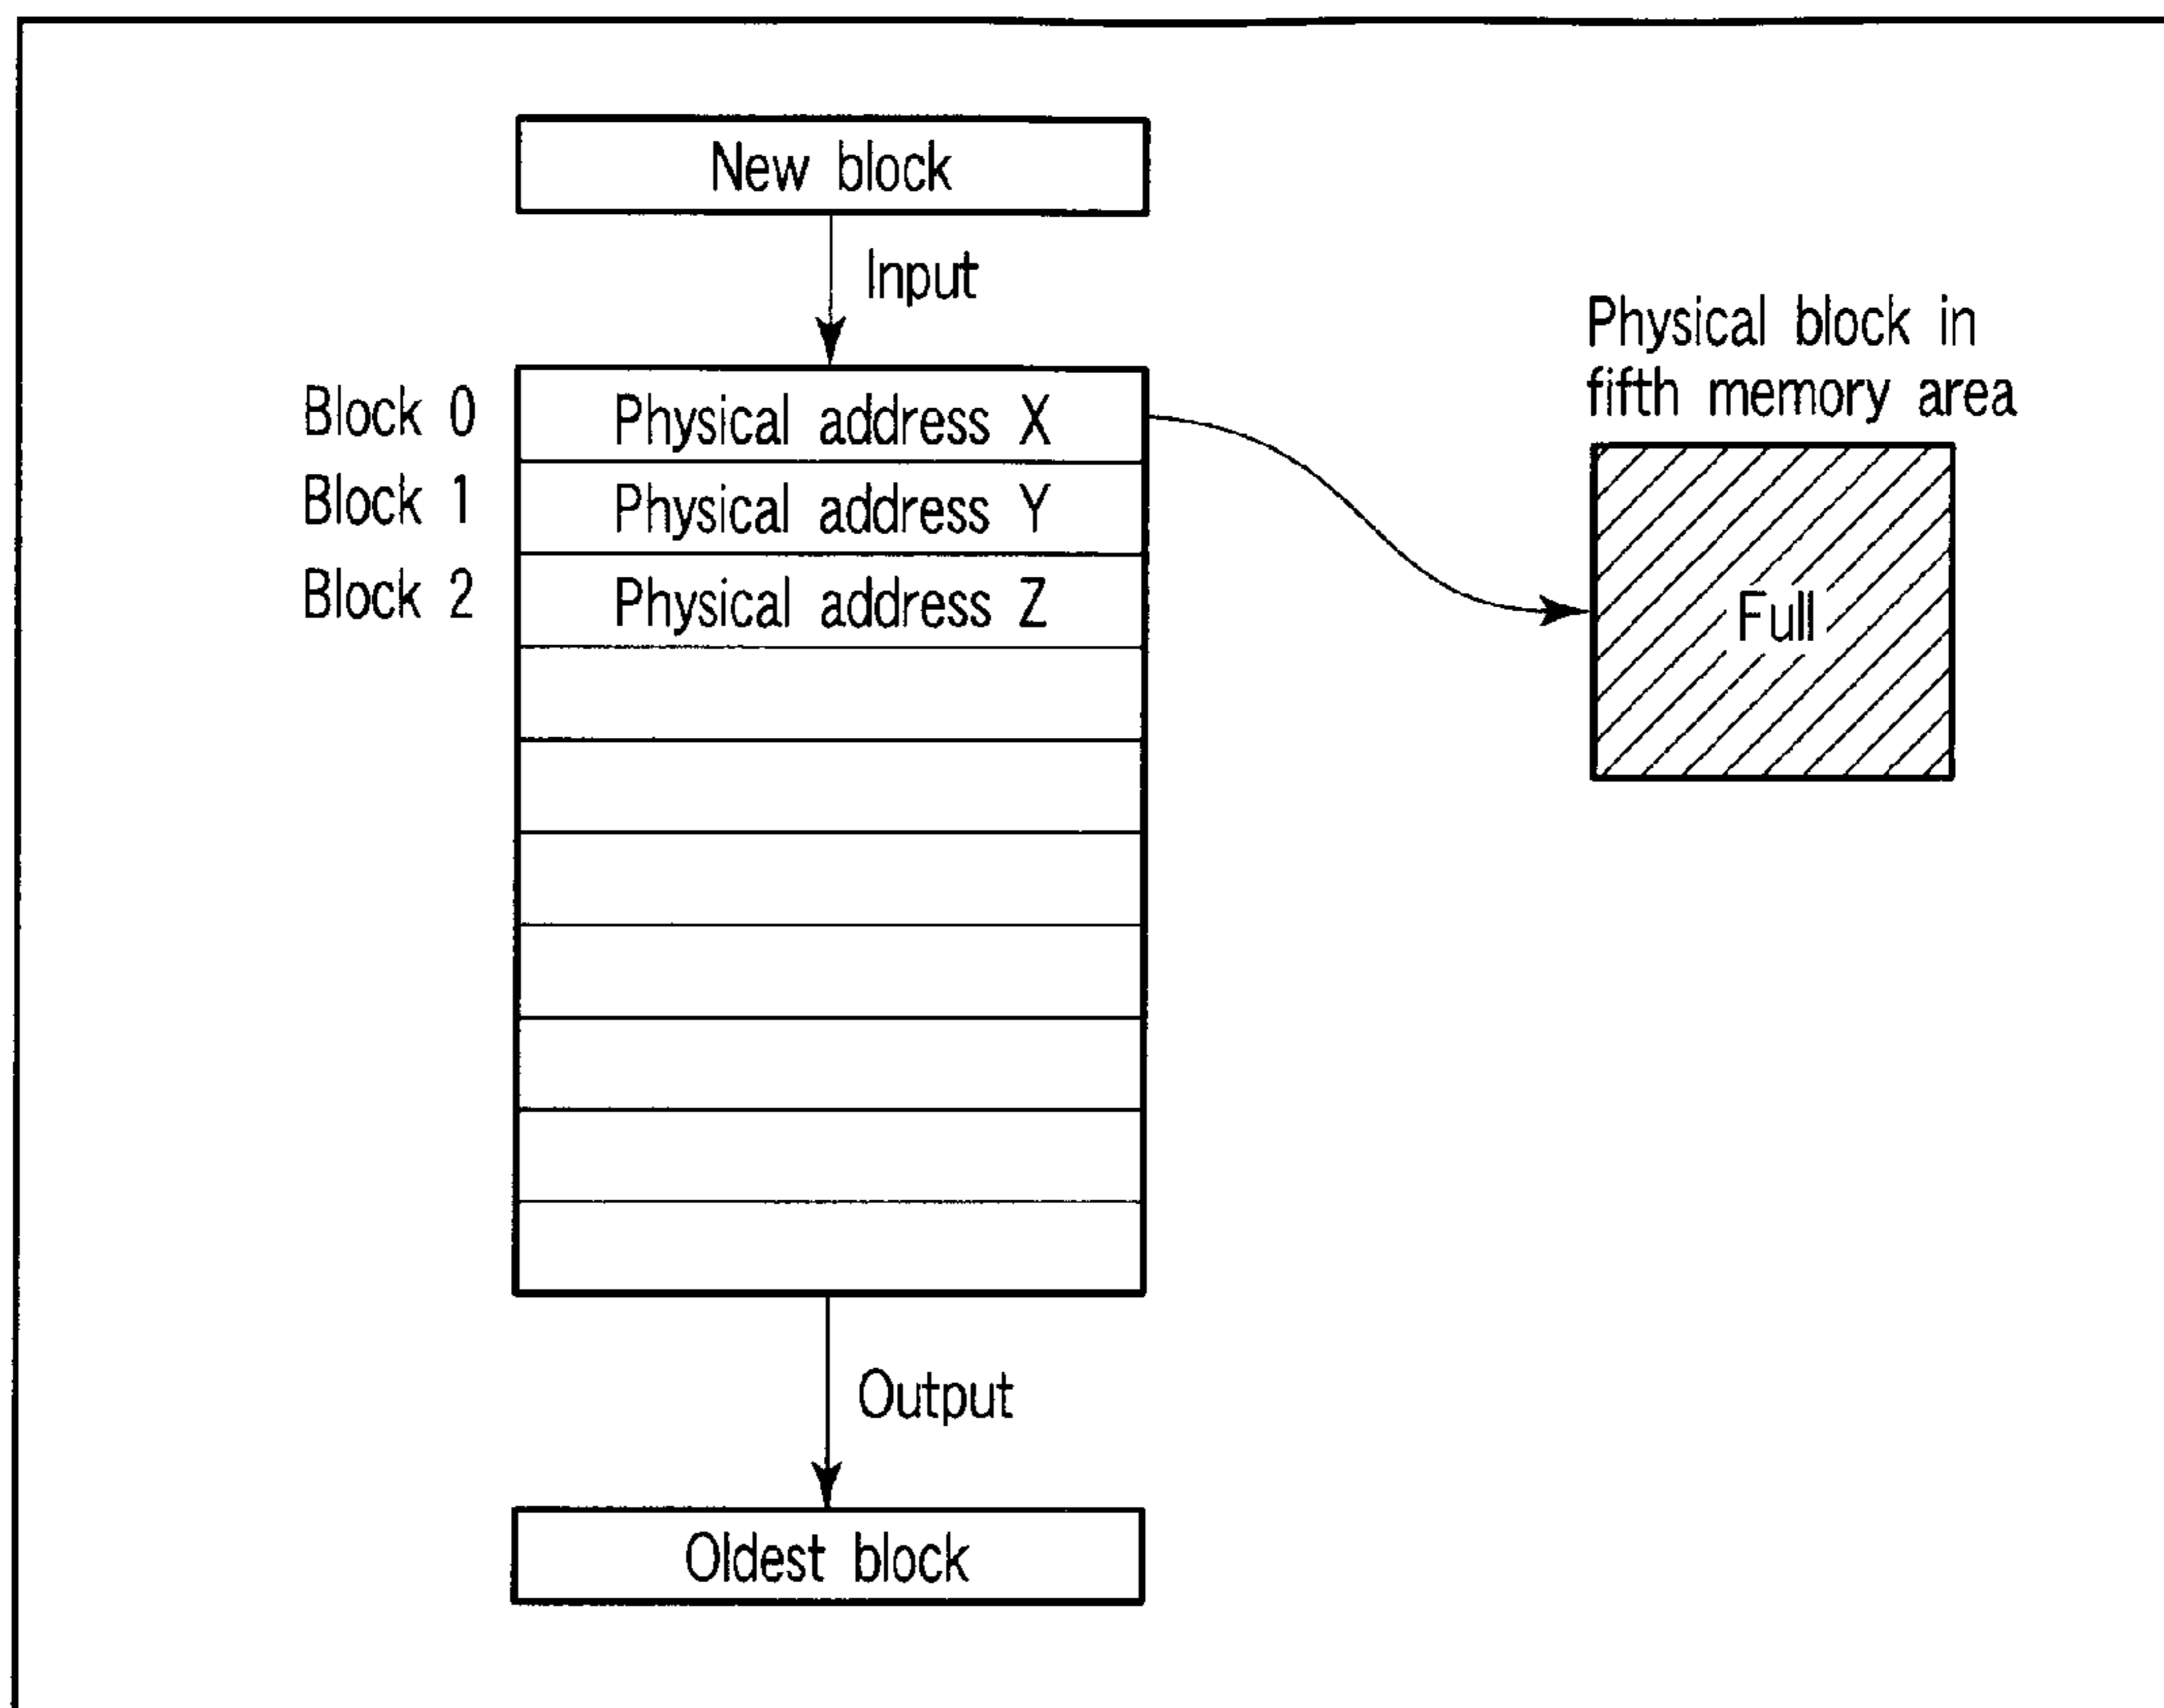 New block
Input
Physical block in
fifth memory area
Block 0 Physical address X
Block 1 Physical address Y
Block 2 Physical address Z
Full
Output
Oldest block